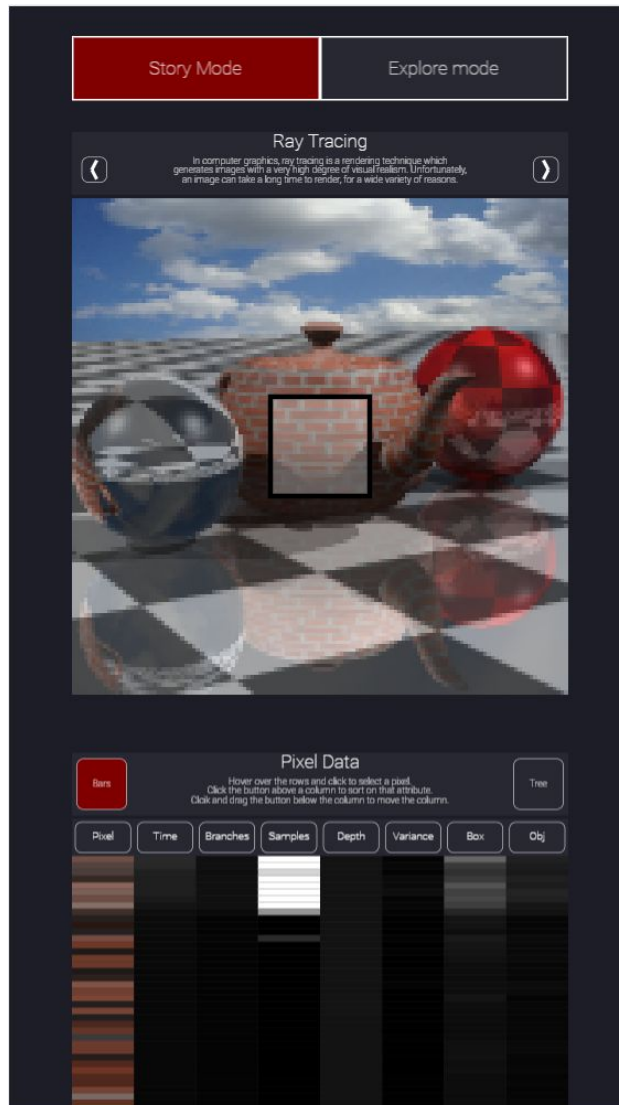 Story Mode
Explore mode
Ray Tracing
In computer graphics, ray tracing is a rendering technique which
generates images with a very high degree of visual realism. Unfortunately,
an image can take a long time to render, for a wide variety of reasons.
Bars
Pixel Data
Hover over the rows and click to select a pixel.
Click the button above a column to sort on that attribute.
Cloik and drag the button below the column to move the column.
Tree
Pixel
Time
Branches
Samples
Depth
Variance
Box
Obj